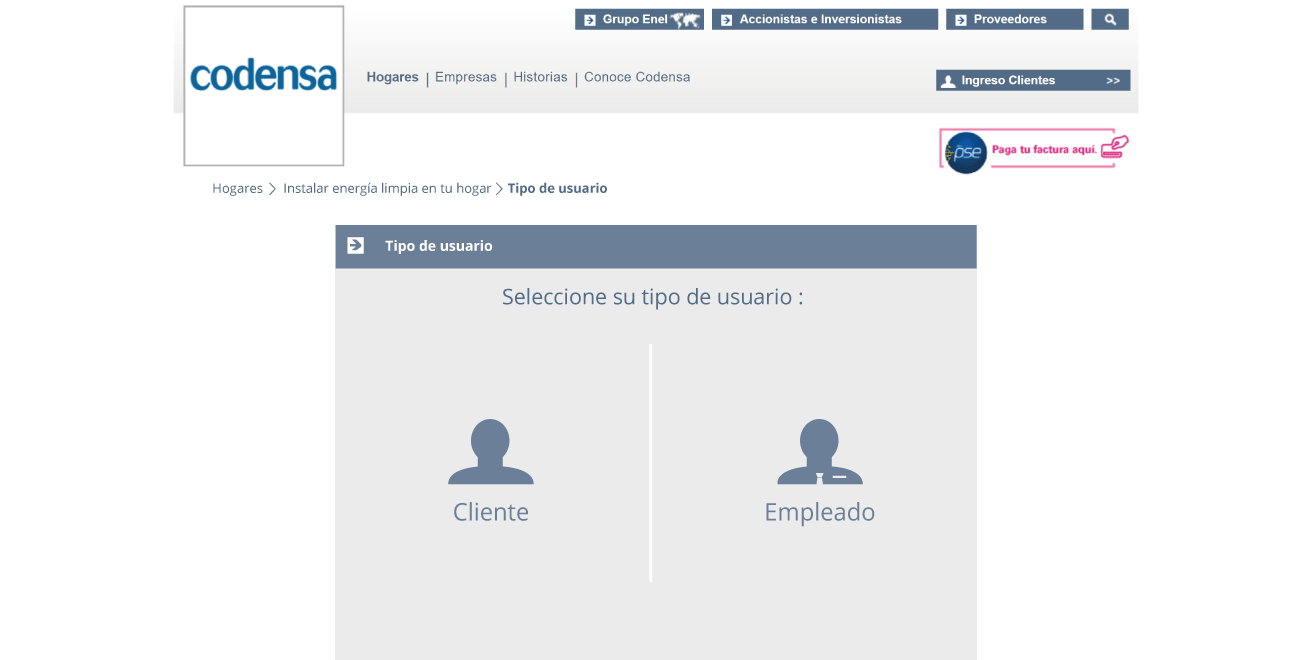 Grupo Enel
Accionistas e Inversionistas
Proveedores
codensa
Hogares | Empresas | Historias | Conoce Codensa
Ingreso Clientes >>
pse Paga tu factura aquí.
Hogares > Instalar energía limpia en tu hogar > Tipo de usuario
Tipo de usuario
Seleccione su tipo de usuario :
Cliente
Empleado